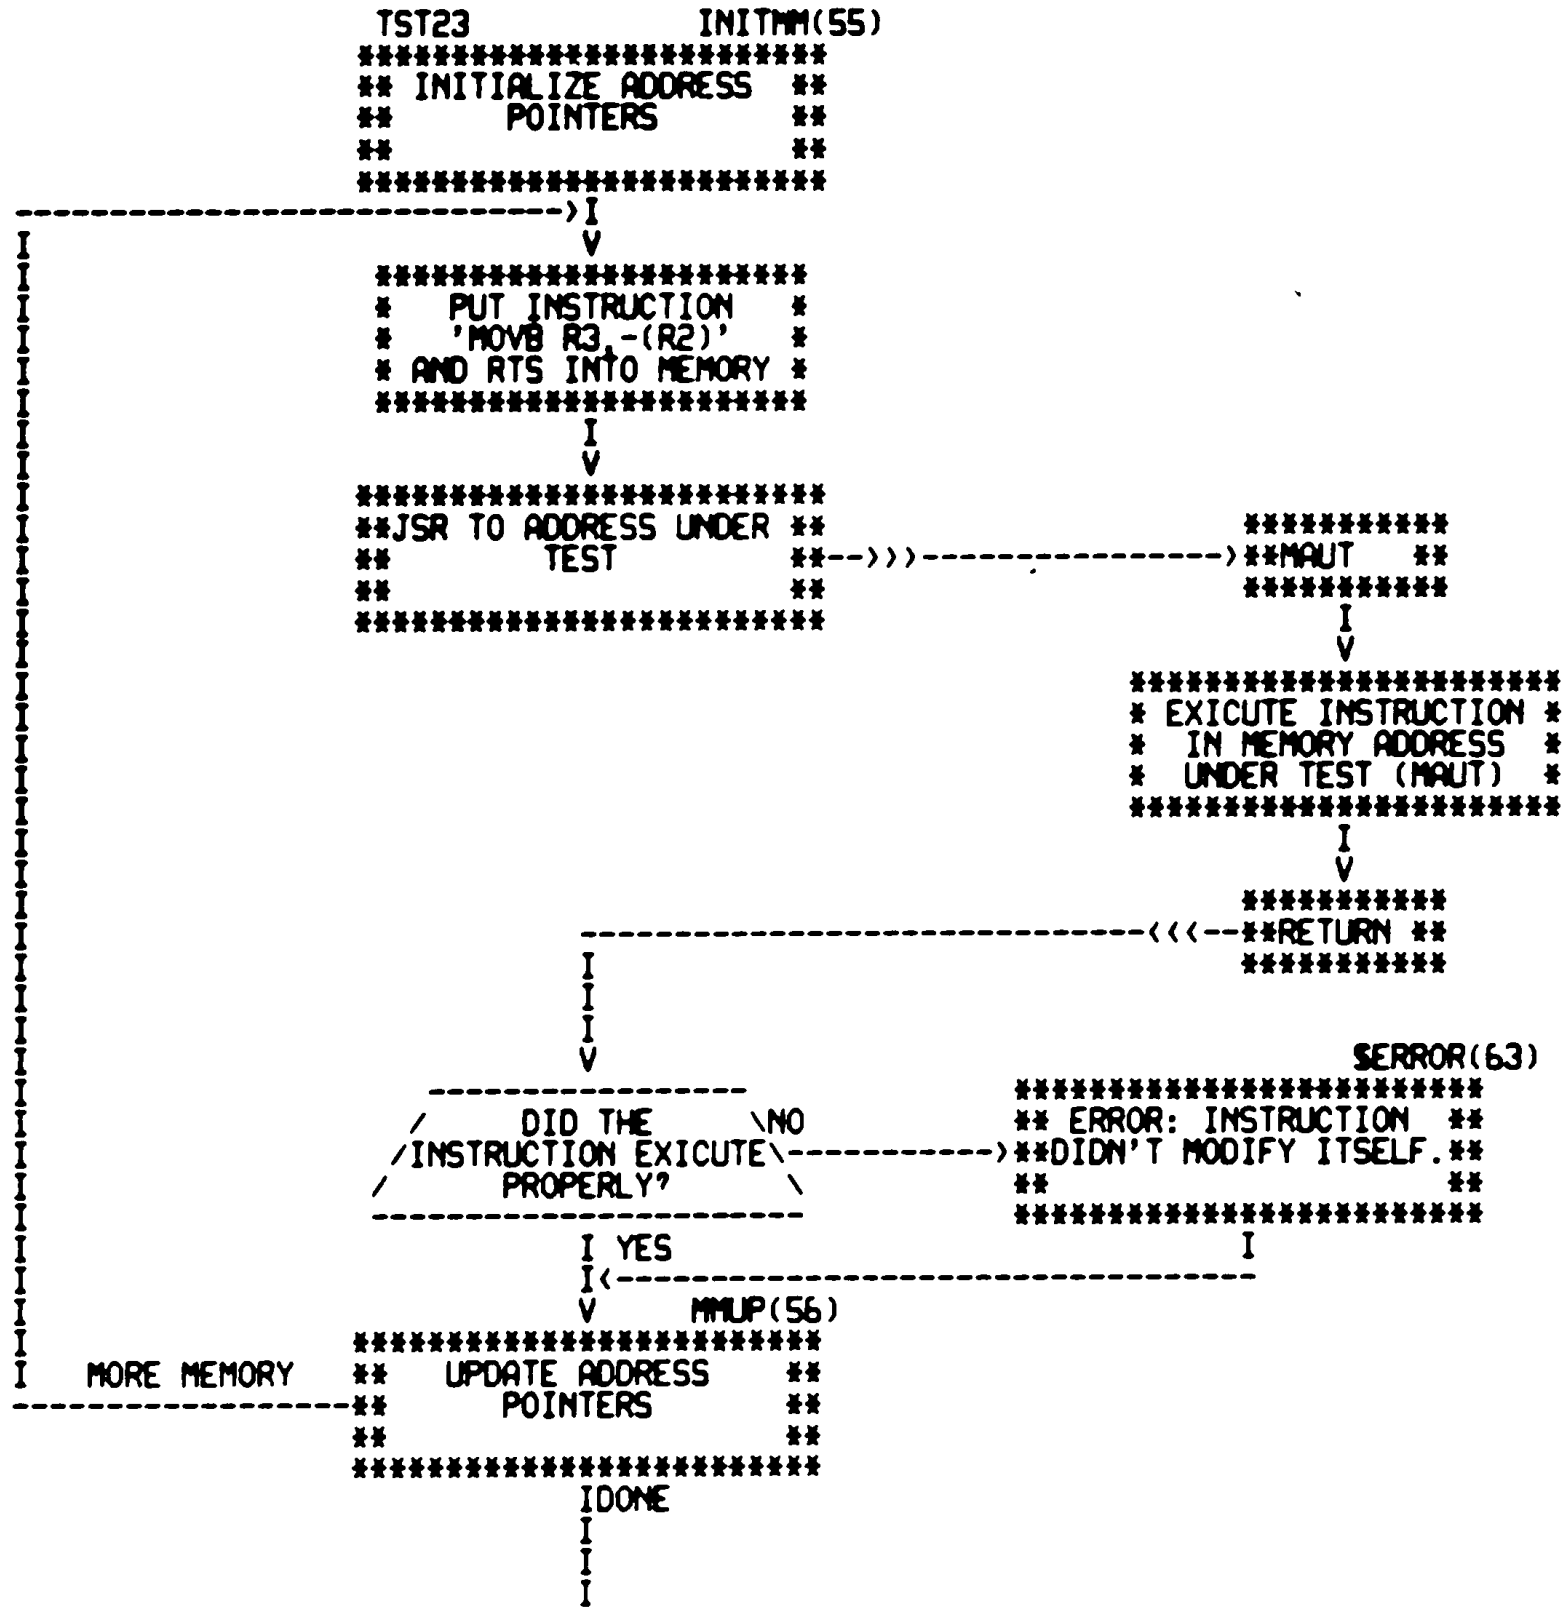 TST23 INITMM(55)
INITIALIZE ADDRESS
POINTERS
PUT INSTRUCTION
'MOVB R3,-(R2)'
AND RTS INTO MEMORY
JSR TO ADDRESS UNDER
TEST
MAUT
EXICUTE INSTRUCTION
IN MEMORY ADDRESS
UNDER TEST (MAUT)
RETURN
DID THE
INSTRUCTION EXICUTE
PROPERLY?
NO
$ERROR(63)
ERROR: INSTRUCTION
DIDN'T MODIFY ITSELF.
YES
MMUP(56)
MORE MEMORY
UPDATE ADDRESS
POINTERS
DONE